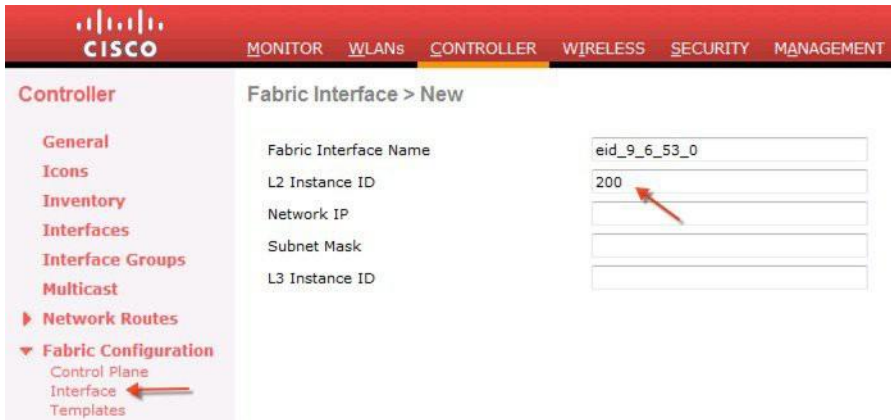 CISCO
MONITOR WLANs CONTROLLER WIRELESS SECURITY MANAGEMENT
Controller
General
Icons
Inventory
Interfaces
Interface Groups
Multicast
Network Routes
Fabric Configuration
Control Plane
Interface
Templates
Fabric Interface > New
Fabric Interface Name eid_9_6_53_0
L2 Instance ID 200
Network IP
Subnet Mask
L3 Instance ID